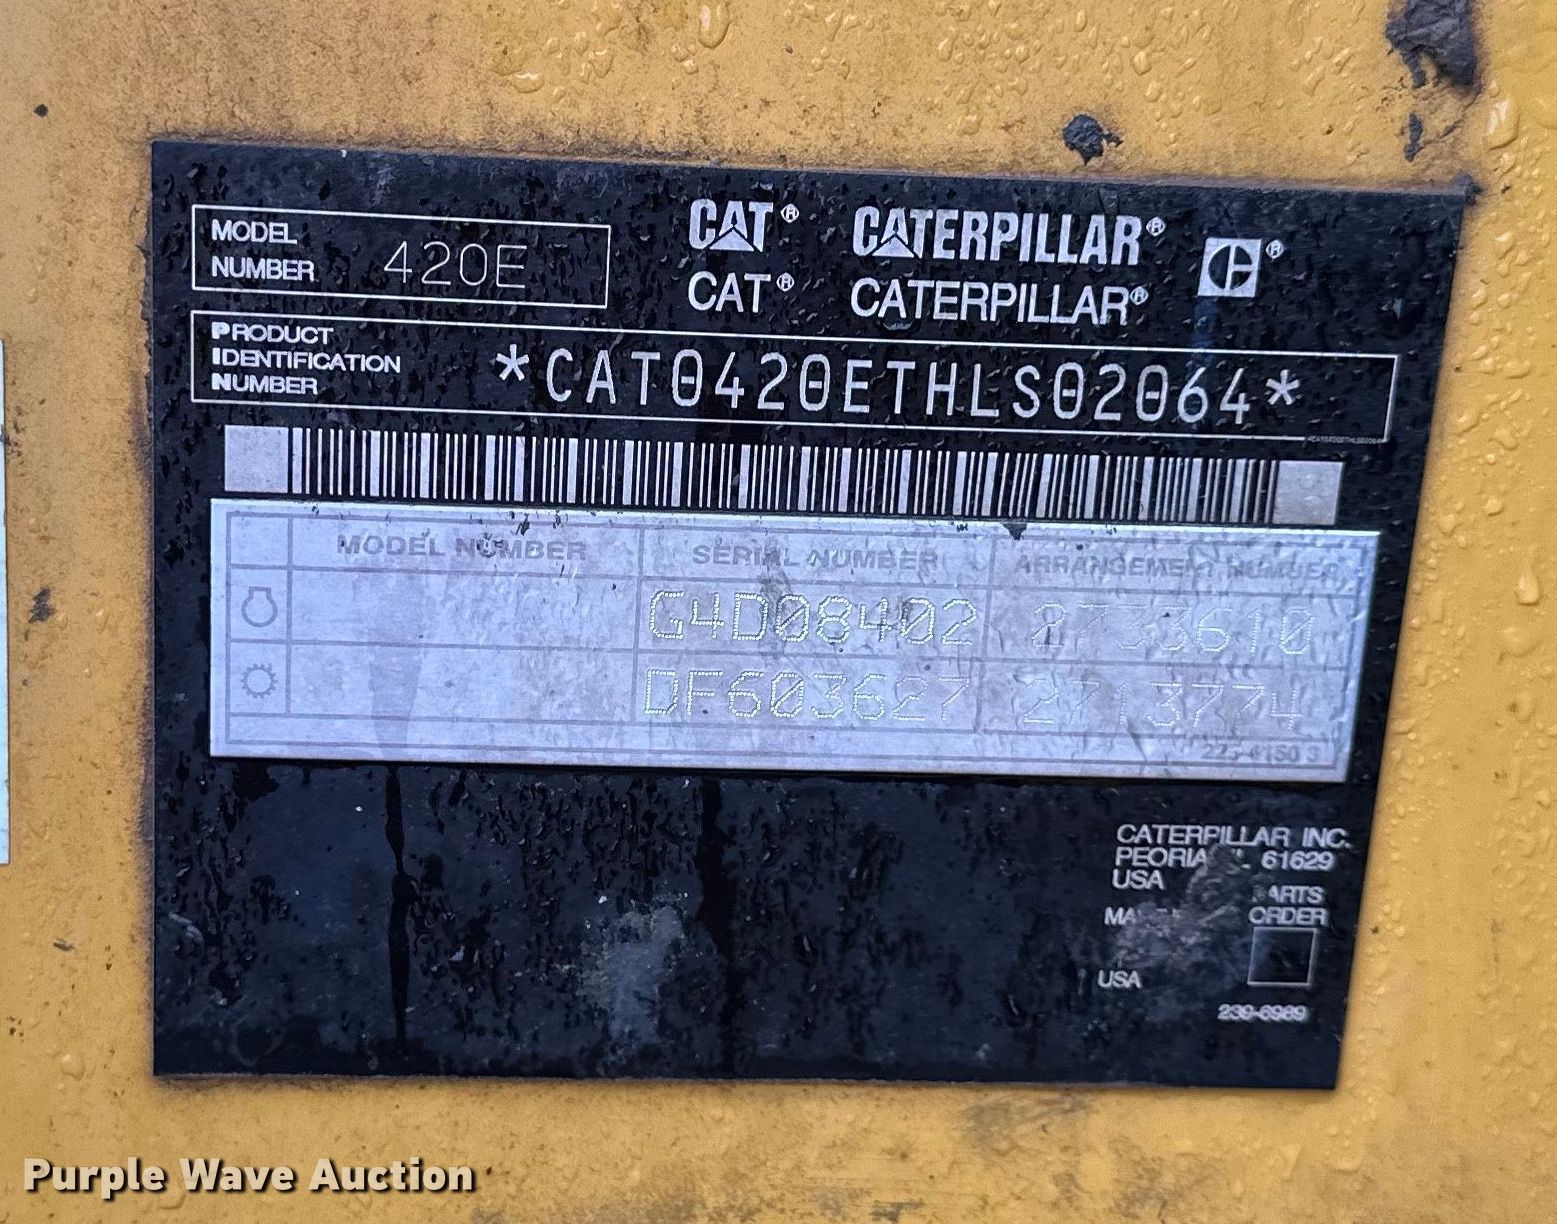 MODEL
NUMBER 420E
CAT® CATERPILLAR®
CAT® CATERPILLAR®
PRODUCT
IDENTIFICATION
NUMBER
*CAT0420ETHLS02064*
MODEL NUMBER SERIAL NUMBER ARRANGEMENT NUMBER
G4D08402 2733610
DF603627 2713774
CATERPILLAR INC.
PEORIA 61629
USA
ORDER
USA
239-6989
Purple Wave Auction